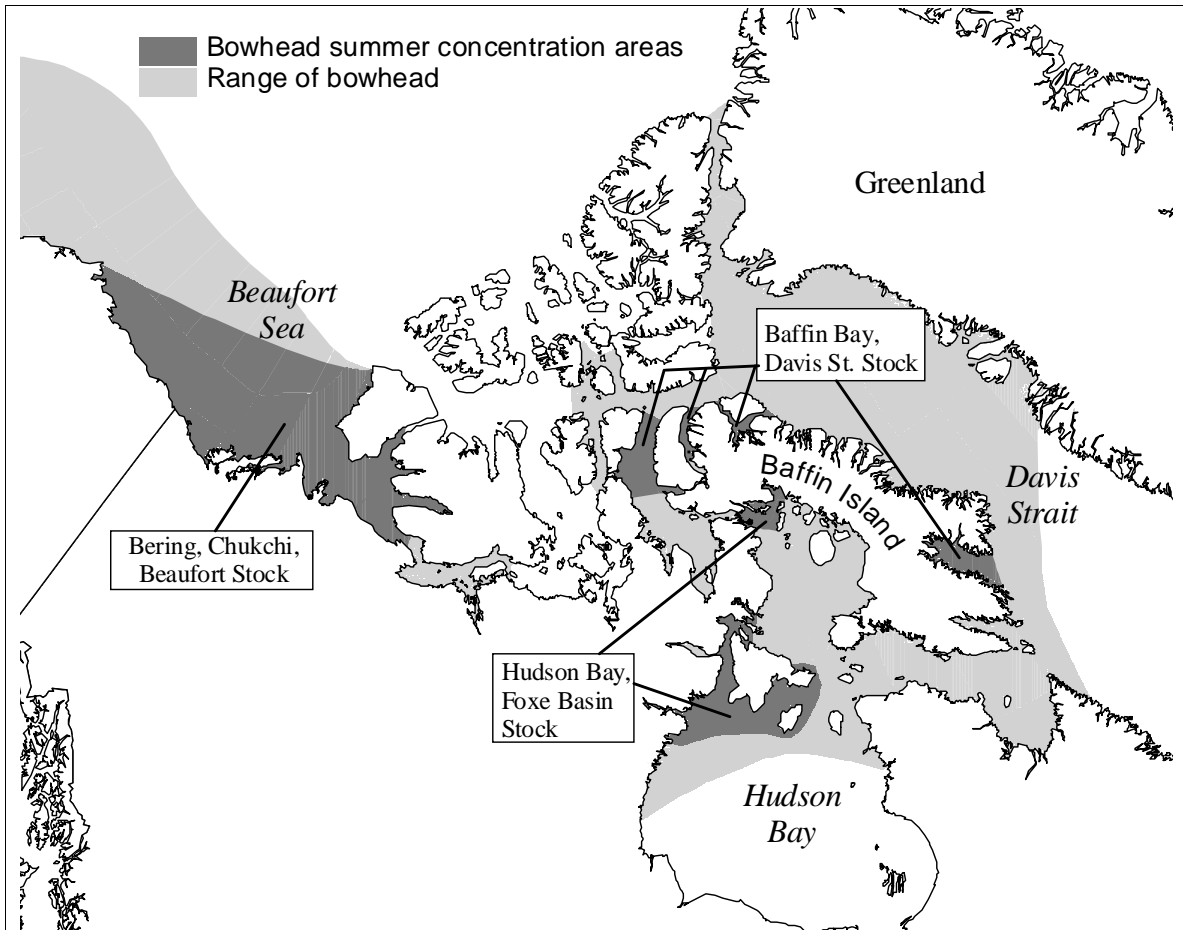 Bowhead summer concentration areas
Range of bowhead
Greenland
Beaufort
Sea
Baffin Bay,
Davis St. Stock
Baffin Island
Davis
Strait
Bering, Chukchi,
Beaufort Stock
Hudson Bay,
Foxe Basin
Stock
Hudson
Bay